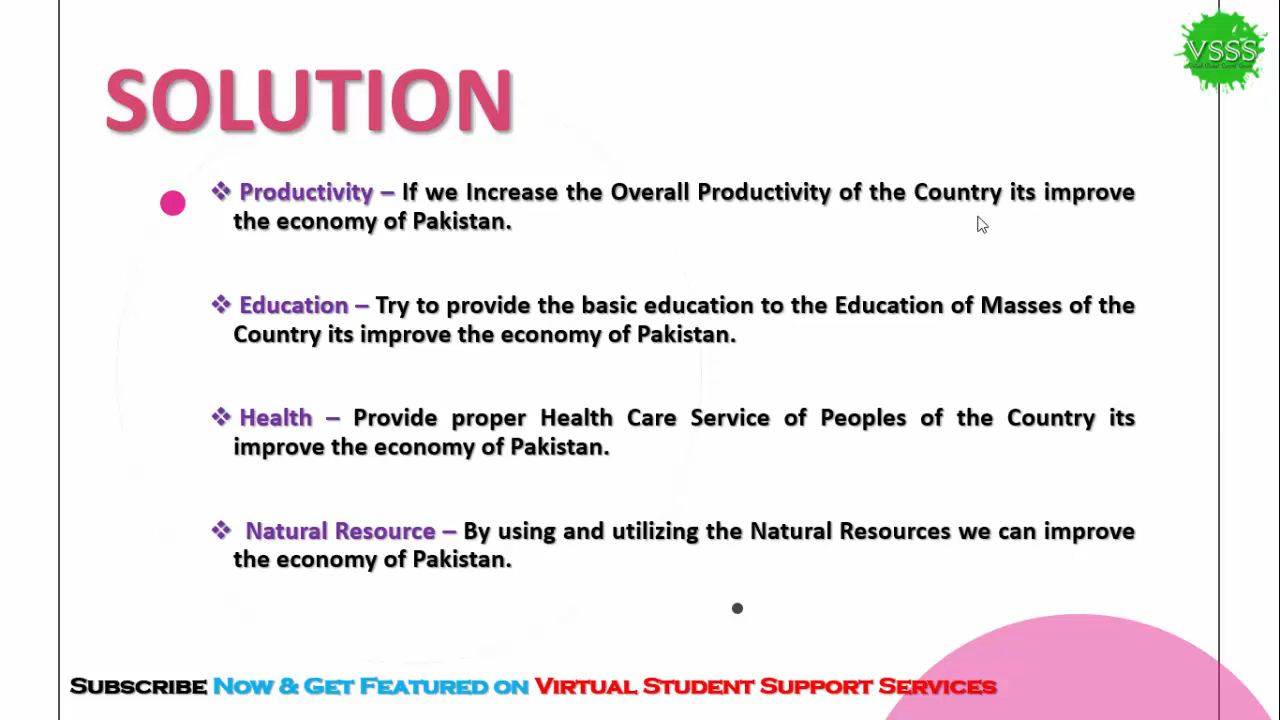 VSSS
SOLUTION
❖ Productivity – If we Increase the Overall Productivity of the Country its improve
the economy of Pakistan.
❖ Education – Try to provide the basic education to the Education of Masses of the
Country its improve the economy of Pakistan.
❖ Health – Provide proper Health Care Service of Peoples of the Country its
improve the economy of Pakistan.
❖ Natural Resource – By using and utilizing the Natural Resources we can improve
the economy of Pakistan.
SUBSCRIBE NOW & GET FEATURED ON VIRTUAL STUDENT SUPPORT SERVICES